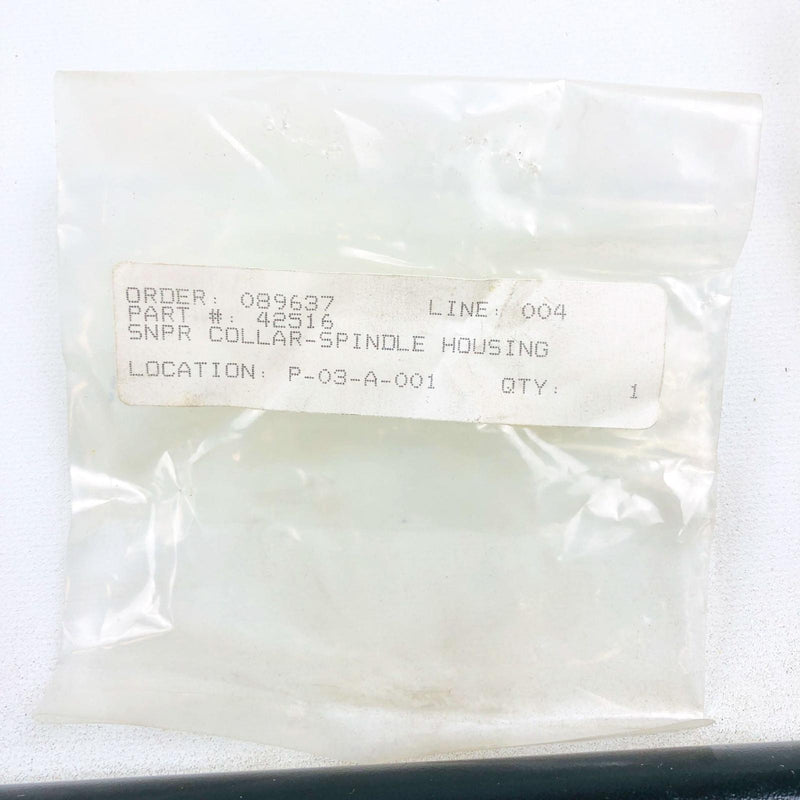 ORDER: 089637 LINE: 004
PART #: 42516
SNPR COLLAR-SPINDLE HOUSING
LOCATION: P-03-A-001 QTY: 1